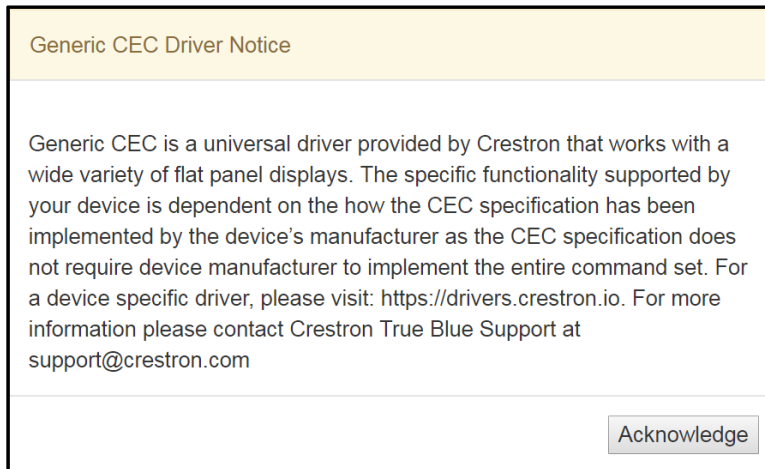 Generic CEC Driver Notice
Generic CEC is a universal driver provided by Crestron that works with a
wide variety of flat panel displays. The specific functionality supported by
your device is dependent on the how the CEC specification has been
implemented by the device's manufacturer as the CEC specification does
not require device manufacturer to implement the entire command set. For
a device specific driver, please visit: https://drivers.crestron.io. For more
information please contact Crestron True Blue Support at
support@crestron.com
Acknowledge